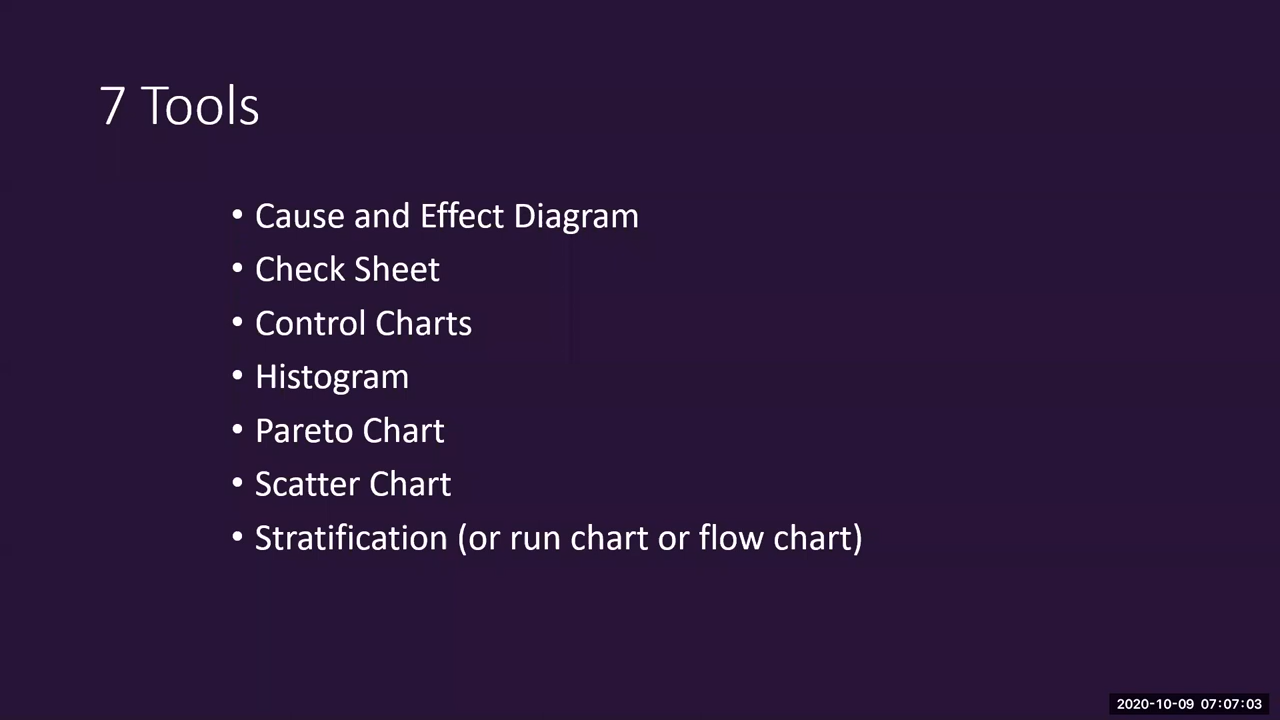 7 Tools
• Cause and Effect Diagram
• Check Sheet
• Control Charts
• Histogram
• Pareto Chart
• Scatter Chart
• Stratification (or run chart or flow chart)
2020-10-09 07:07:03